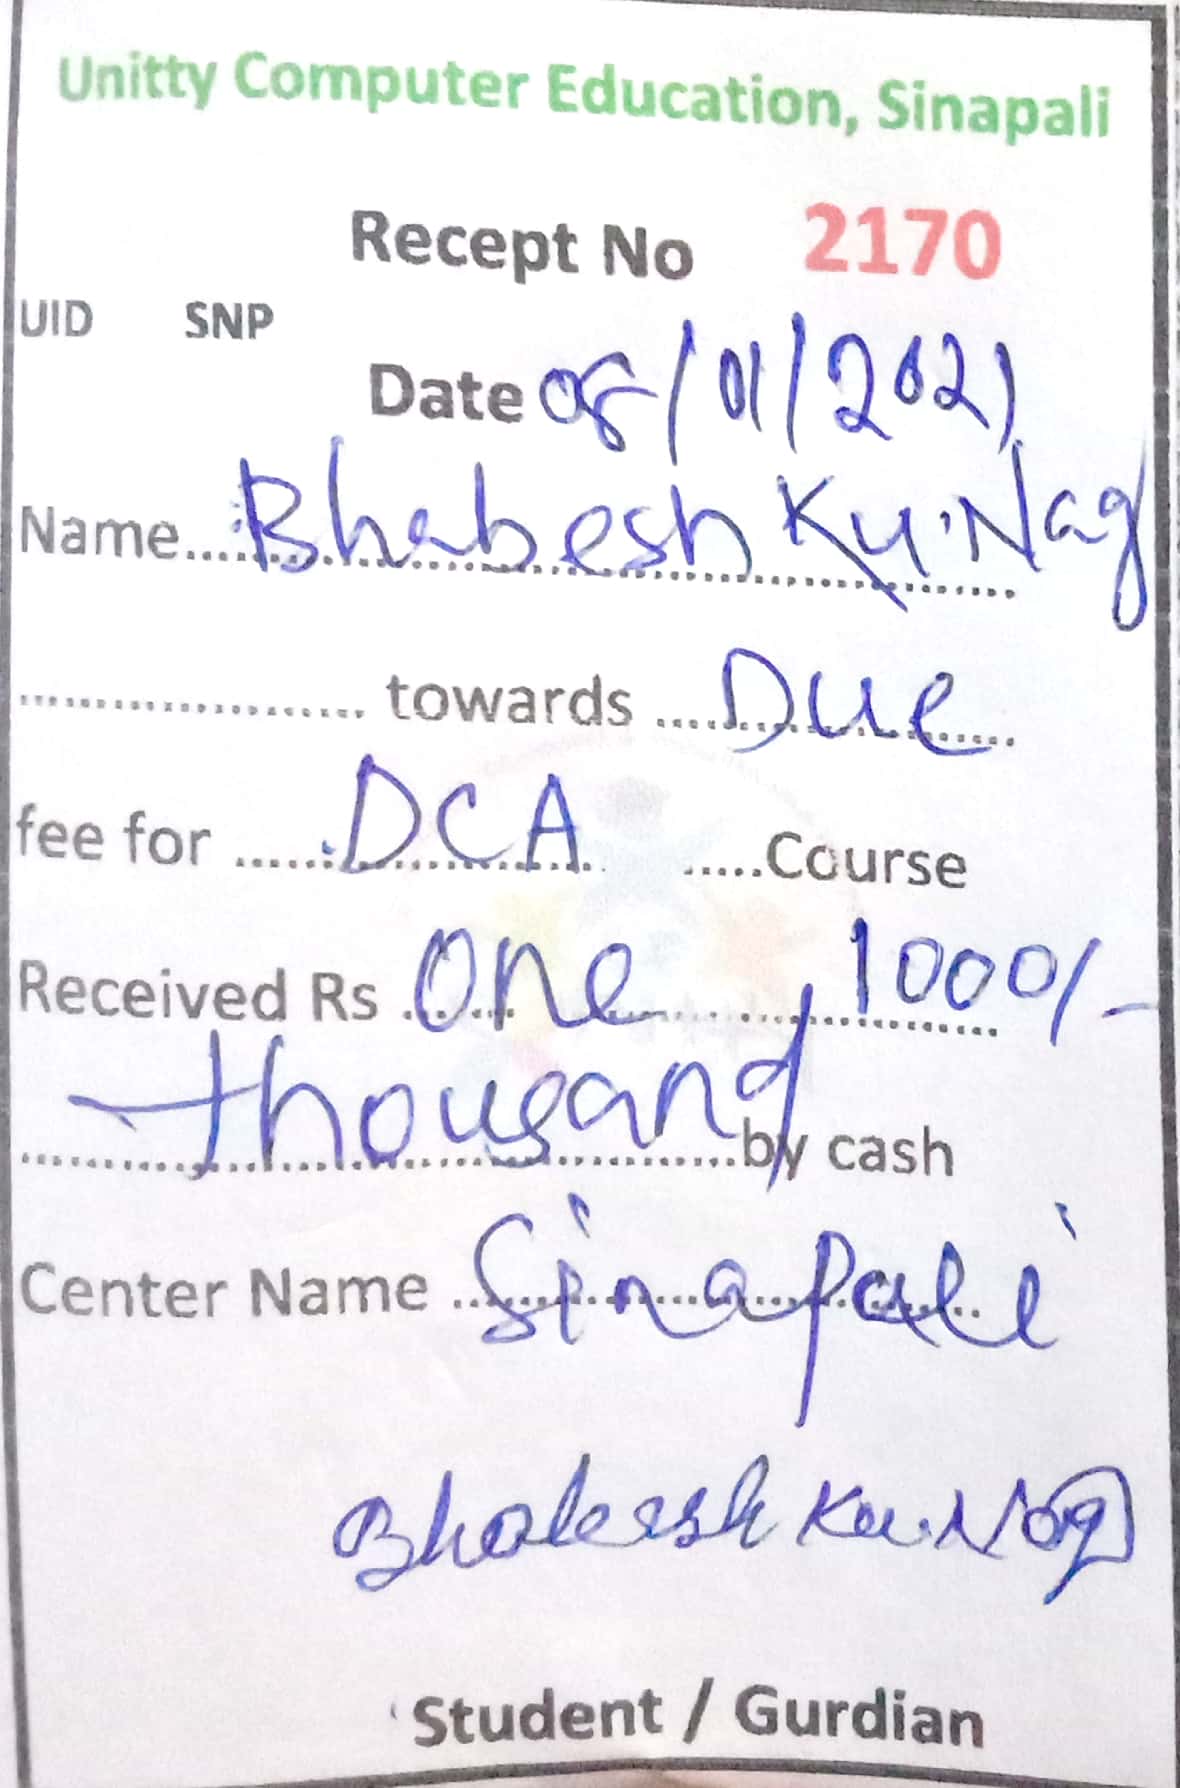 Unitty Computer Education, Sinapali
Recept No 2170
UID SNP
Date 08/01/2021
Name..... Bhabesh Ku. Nag
..................... towards ... Due
fee for ...... DCA .....Course
Received Rs ... One 1000/-
thousand by cash
Center Name ... Sinapali
Bhabesh Ku. Nag
Student / Gurdian